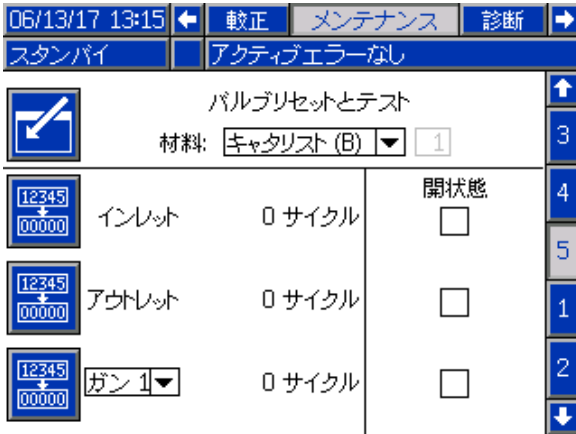 06/13/17 13:15 較正 メンテナンス 診断
スタンバイ アクティブエラーなし
バルブリセットとテスト
材料: キャタリスト (B) 1
3
開状態
4
12345
00000
インレット 0 サイクル
5
12345
00000
アウトレット 0 サイクル
1
12345
00000
ガン 1 0 サイクル
2